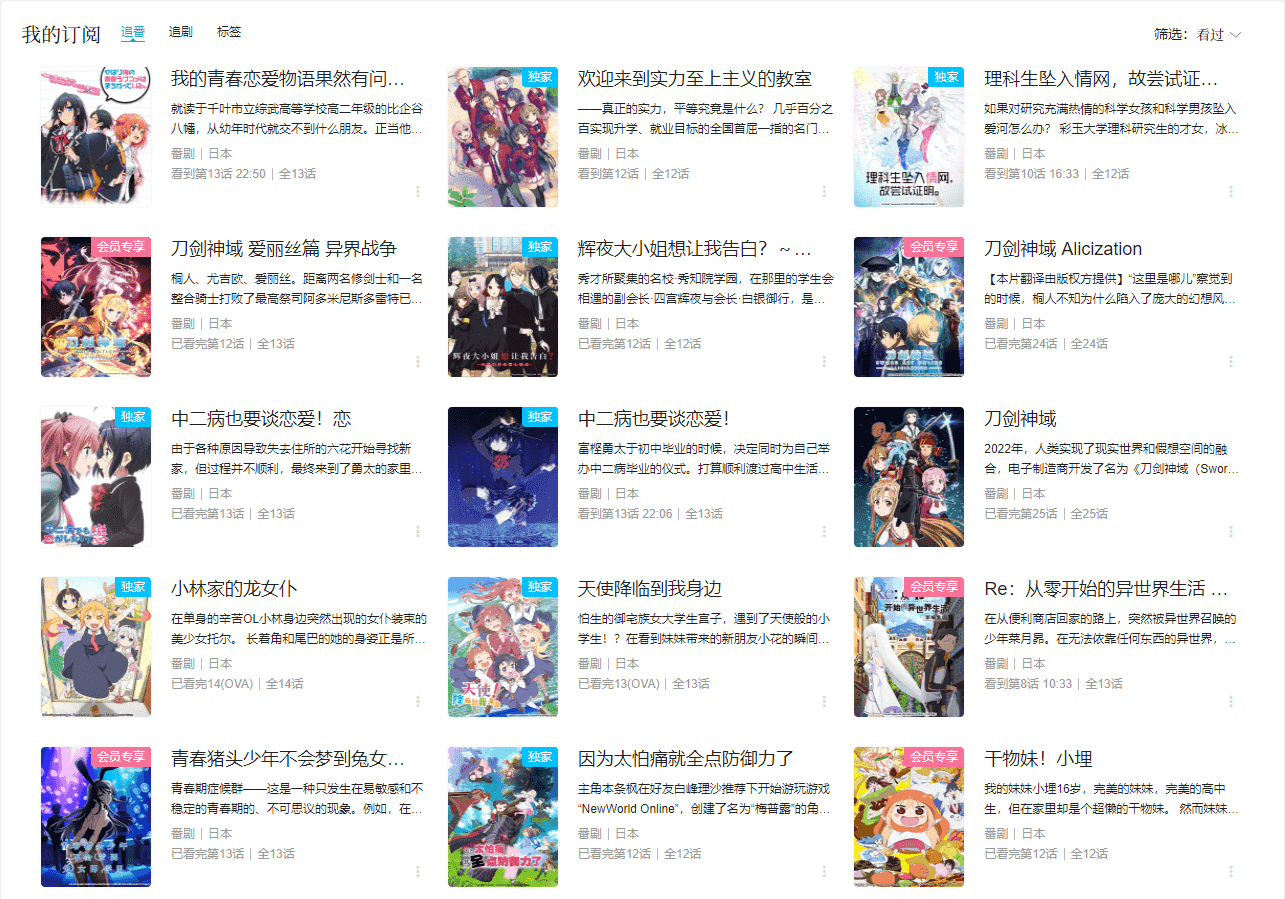 我的订阅
追番
追剧
标签
筛选：看过
我的青春恋爱物语果然有问…
就读于千叶市立综武高等学校高二年级的比企谷
八幡，从幼年时代就交不到什么朋友。正当他…
番剧｜日本
看到第13话 22:50｜全13话
独家
欢迎来到实力至上主义的教室
——真正的实力，平等究竟是什么？ 几乎百分之
百实现升学、就业目标的全国首屈一指的名门…
番剧｜日本
看到第12话｜全12话
独家
理科生坠入情网，
故尝试证明。
理科生坠入情网，故尝试证…
如果对研究充满热情的科学女孩和科学男孩坠入
爱河怎么办？ 彩玉大学理科研究生的才女，冰…
番剧｜日本
看到第10话 16:33｜全12话
会员专享
刀剑神域
刀剑神域 爱丽丝篇 异界战争
桐人、尤吉欧、爱丽丝。距离两名修剑士和一名
整合骑士打败了最高祭司阿多米尼斯多雷特已…
番剧｜日本
已看完第12话｜全13话
独家
辉夜大小姐想让我告白?
辉夜大小姐想让我告白？~…
秀才所聚集的名校·秀知院学园，在那里的学生会
相遇的副会长·四宫辉夜与会长·白银御行，是…
番剧｜日本
已看完第12话｜全12话
会员专享
刀剑神域
刀剑神域 Alicization
【本片翻译由版权方提供】“这里是哪儿”察觉到
的时候，桐人不知为什么陷入了庞大的幻想风…
番剧｜日本
已看完第24话｜全24话
独家
中二病也要谈恋爱！恋
由于各种原因导致失去住所的六花开始寻找新
家，但过程并不顺利，最终来到了勇太的家里…
番剧｜日本
已看完第13话｜全13话
独家
中二病也要谈恋爱！
富樫勇太于初中毕业的时候，决定同时为自己举
办中二病毕业的仪式。打算顺利渡过高中生活…
番剧｜日本
看到第13话 22:06｜全13话
刀剑神域
2022年，人类实现了现实世界和假想空间的融
合，电子制造商开发了名为《刀剑神域（Swor…
番剧｜日本
已看完第25话｜全25话
独家
小林家的龙女仆
在单身的辛苦OL小林身边突然出现的女仆装束的
美少女托尔。 长着角和尾巴的她的身姿正是所…
番剧｜日本
已看完14(OVA)｜全14话
独家
天使降临到我身边
怕生的御宅族女大学生宫子，遇到了天使般的小
学生！？在看到妹妹带来的新朋友小花的瞬间…
番剧｜日本
已看完13(OVA)｜全13话
会员专享
Re：从零开始的异世界生活 …
在从便利商店回家的路上，突然被异世界召唤的
少年菜月昴。在无法依靠任何东西的异世界，…
番剧｜日本
看到第8话 10:33｜全13话
会员专享
青春猪头少年不会梦到兔女…
青春期症候群——这是一种只发生在易敏感和不
稳定的青春期的、不可思议的现象。例如，在…
番剧｜日本
已看完第13话｜全13话
独家
因为太怕痛就全点防御力了
主角本条枫在好友白峰理沙推荐下开始游玩游戏
“NewWorld Online”，创建了名为“梅普露”的角…
番剧｜日本
已看完第12话｜全12话
会员专享
干物妹！小埋
我的妹妹小埋16岁，完美的妹妹，完美的高中
生，但在家里却是个超懒的干物妹。 然而妹妹…
番剧｜日本
已看完第12话｜全12话